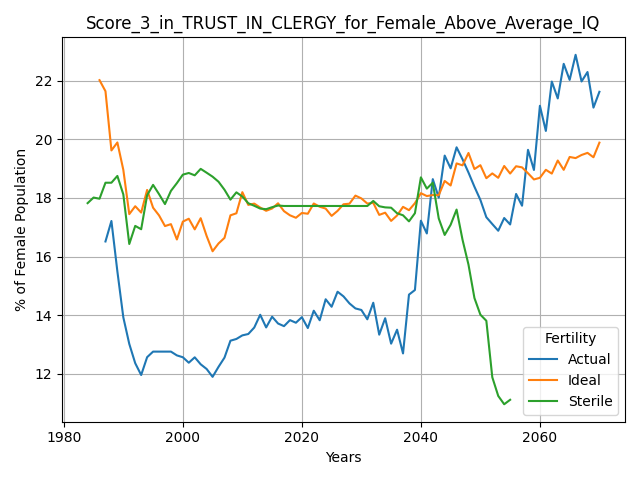 Score_3_in_TRUST_IN_CLERGY_for_Female_Above_Average_IQ
% of Female Population
22
20
18
16
14
12
1980
2000
2020
2040
2060
Years
Fertility
Actual
Ideal
Sterile